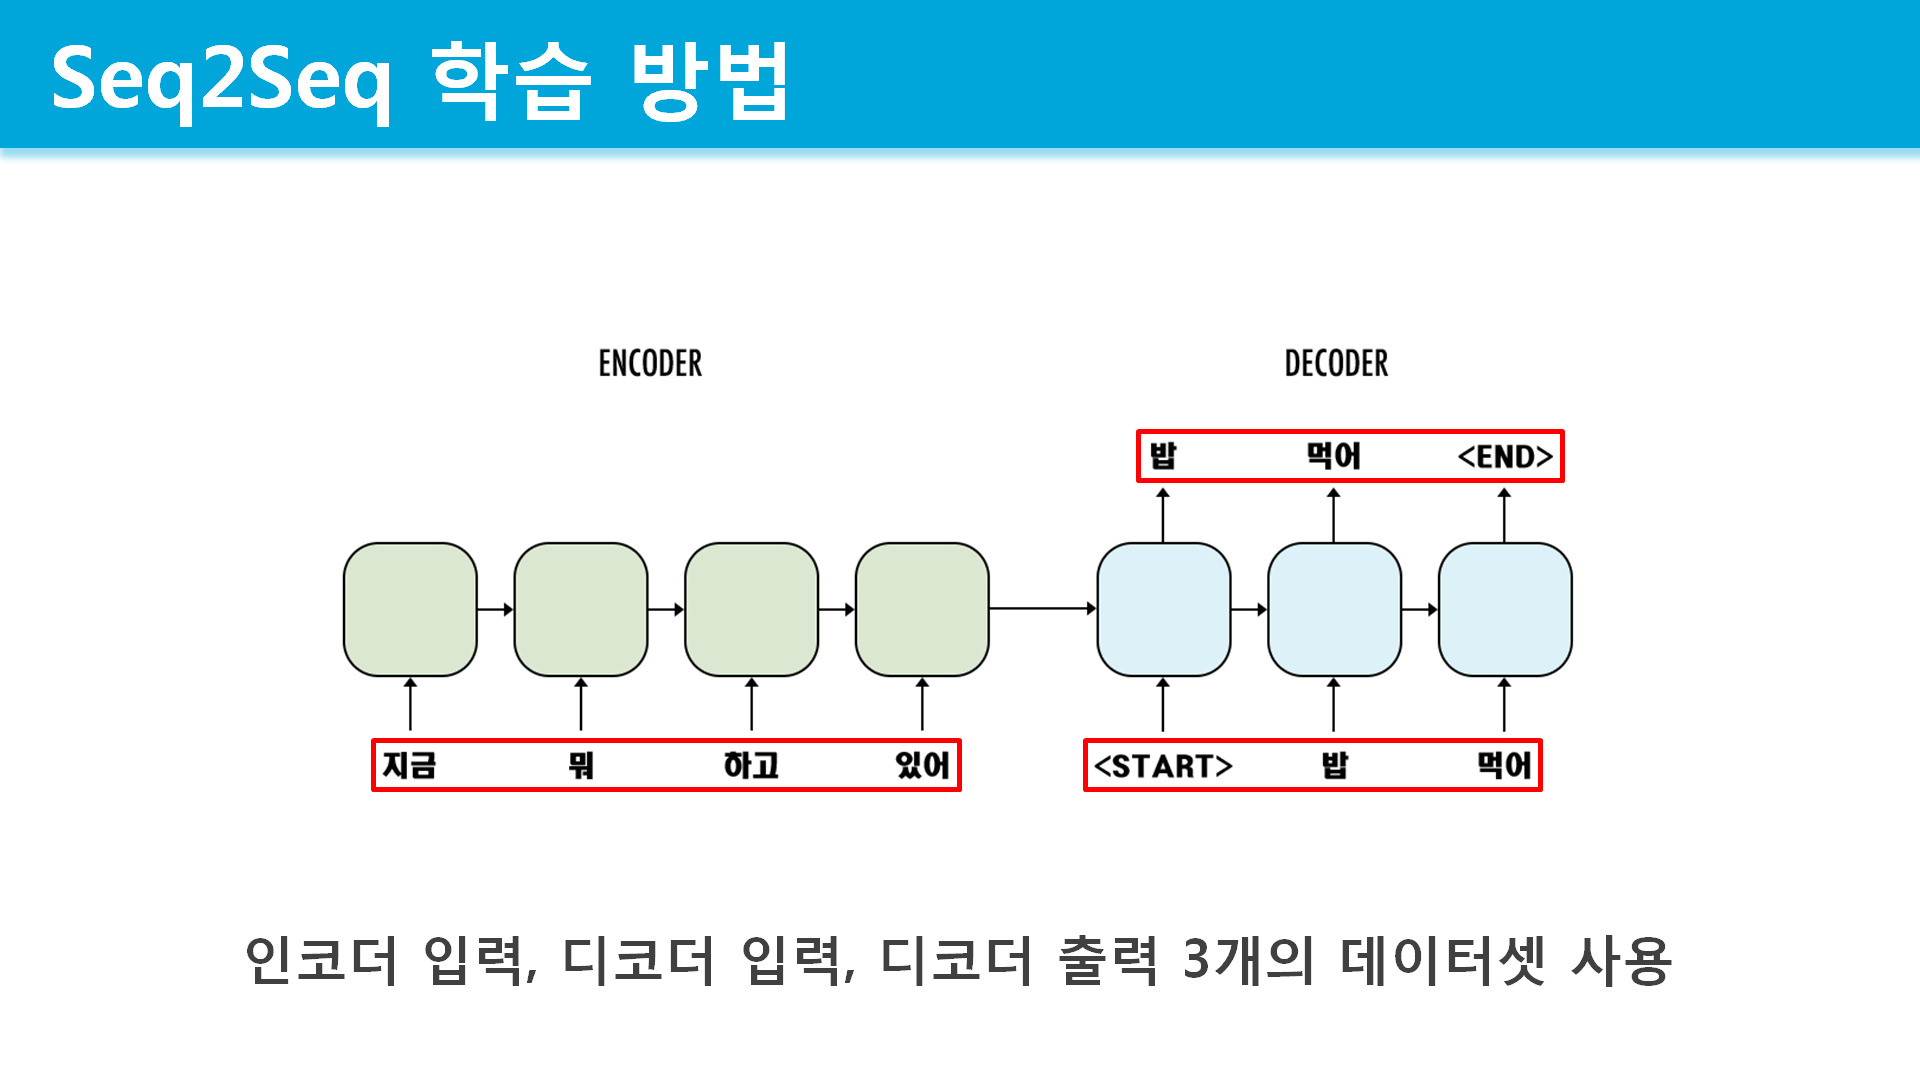 Seq2Seq 학습 방법
ENCODER DECODER
밥 먹어 <END>
지금 뭐 하고 있어 <START> 밥 먹어
인코더 입력, 디코더 입력, 디코더 출력 3개의 데이터셋 사용